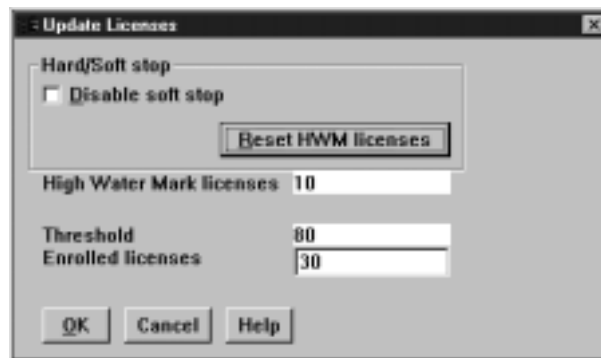 Update Licenses
Hard/Soft stop
Disable soft stop
Reset HWM licenses
High Water Mark licenses 10
Threshold 80
Enrolled licenses 30
OK Cancel Help